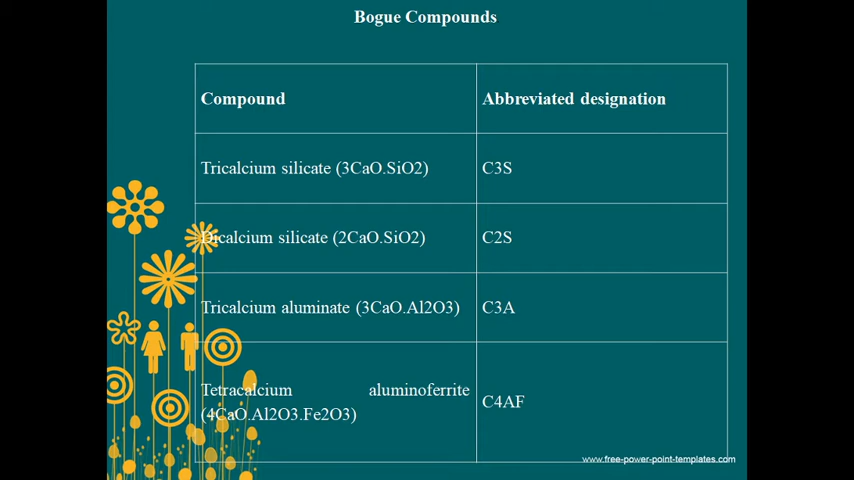 Bogue Compounds
Compound
Abbreviated designation
Tricalcium silicate (3CaO.SiO2)
C3S
Dicalcium silicate (2CaO.SiO2)
C2S
Tricalcium aluminate (3CaO.Al2O3)
C3A
Tetracalcium aluminoferrite
(4CaO.Al2O3.Fe2O3)
C4AF
www.free-power-point-templates.com